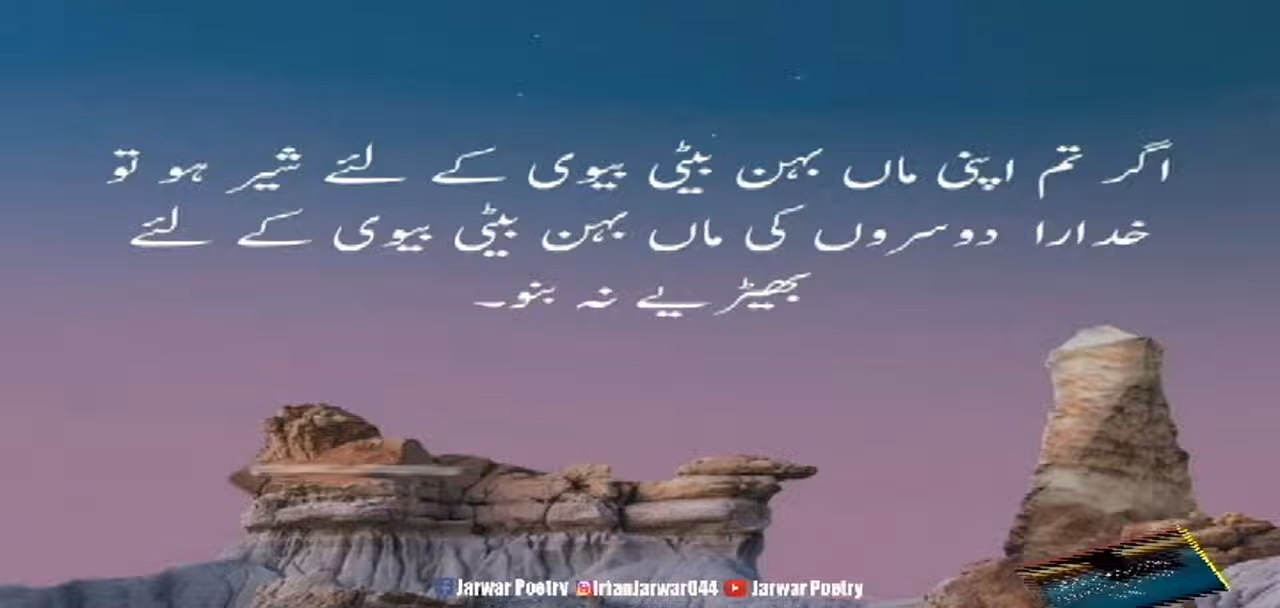 اگر تم اپنی ماں بہن بیٹی بیوی کے لئے شیر ہو تو
خدارا دوسروں کی ماں بہن بیٹی بیوی کے لئے
بھیڑیے نہ بنو۔
Jarwar Poetry IrfanJarwar044 Jarwar Poetry